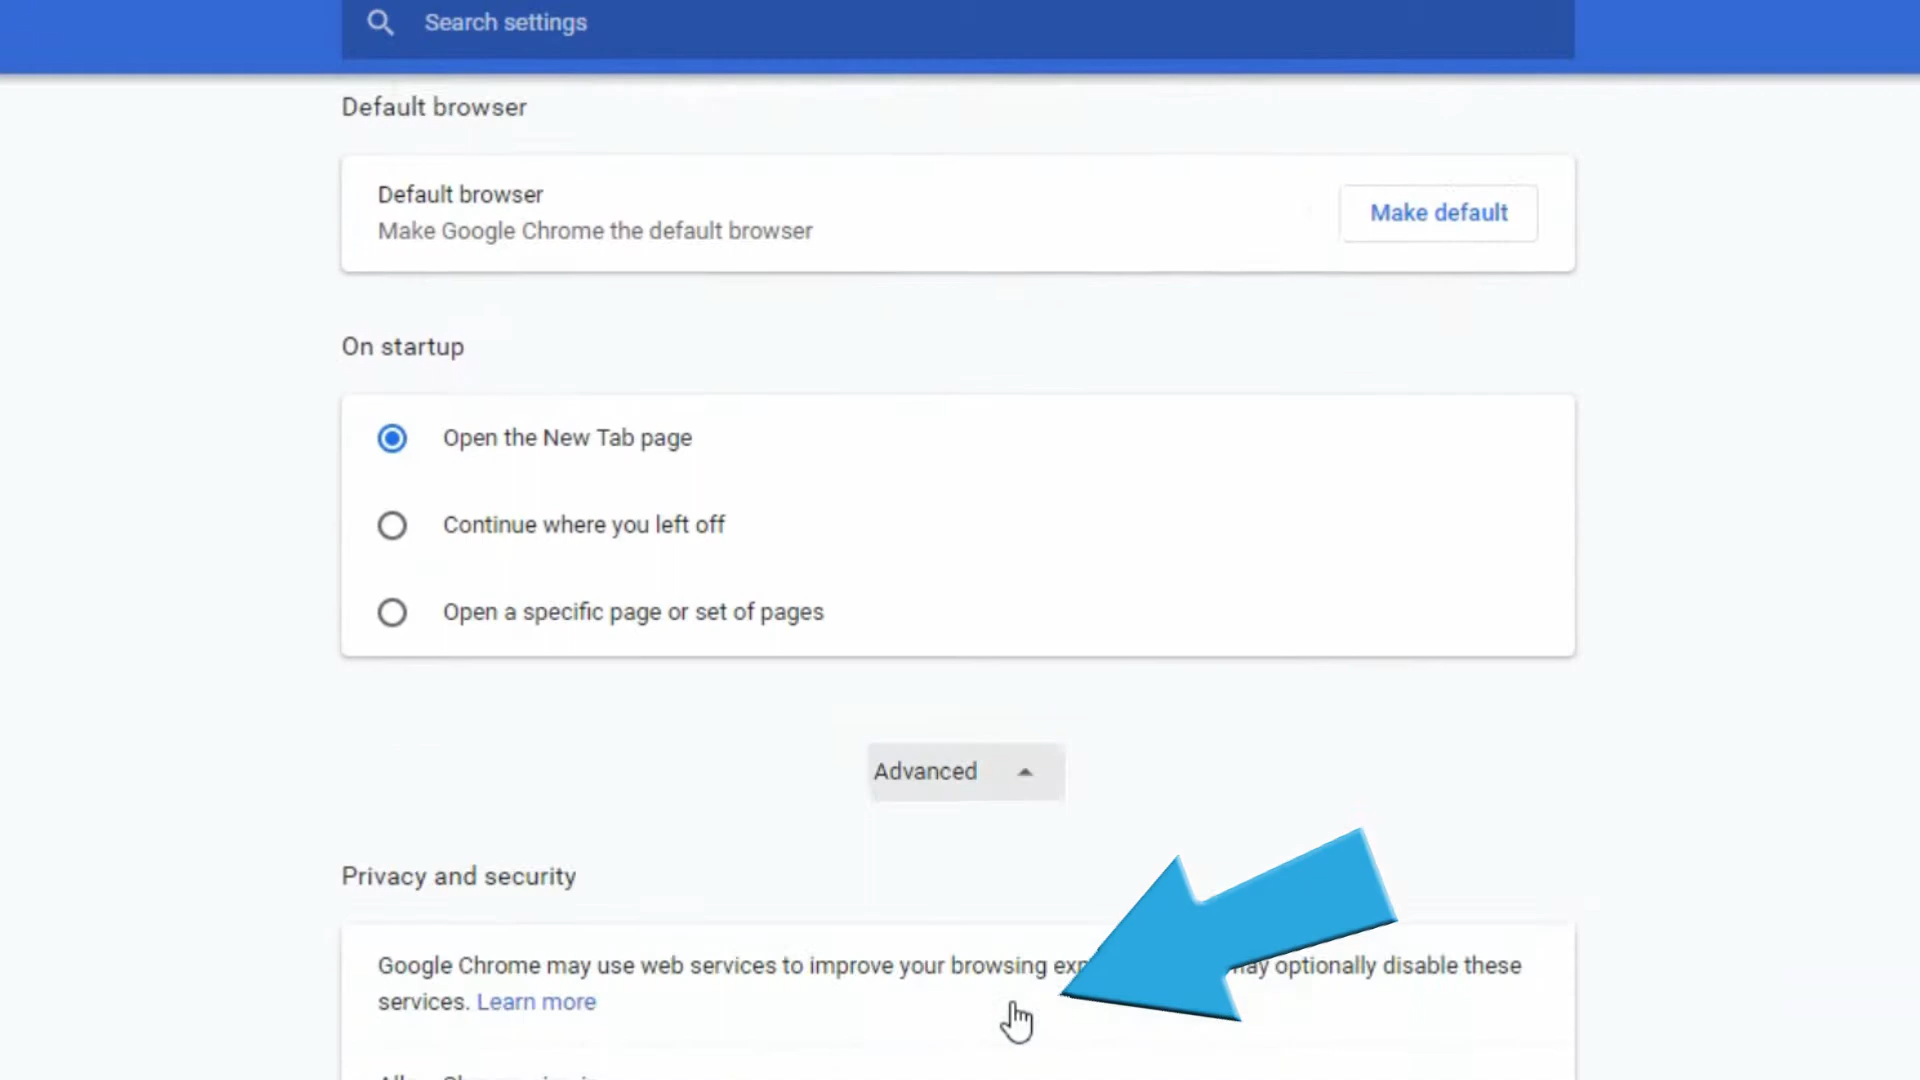 Search settings
Default browser
Default browser
Make default
Make Google Chrome the default browser
On startup
Open the New Tab page
Continue where you left off
Open a specific page or set of pages
Advanced
Privacy and security
Google Chrome may use web services to improve your browsing optionally disable these
services. Learn more